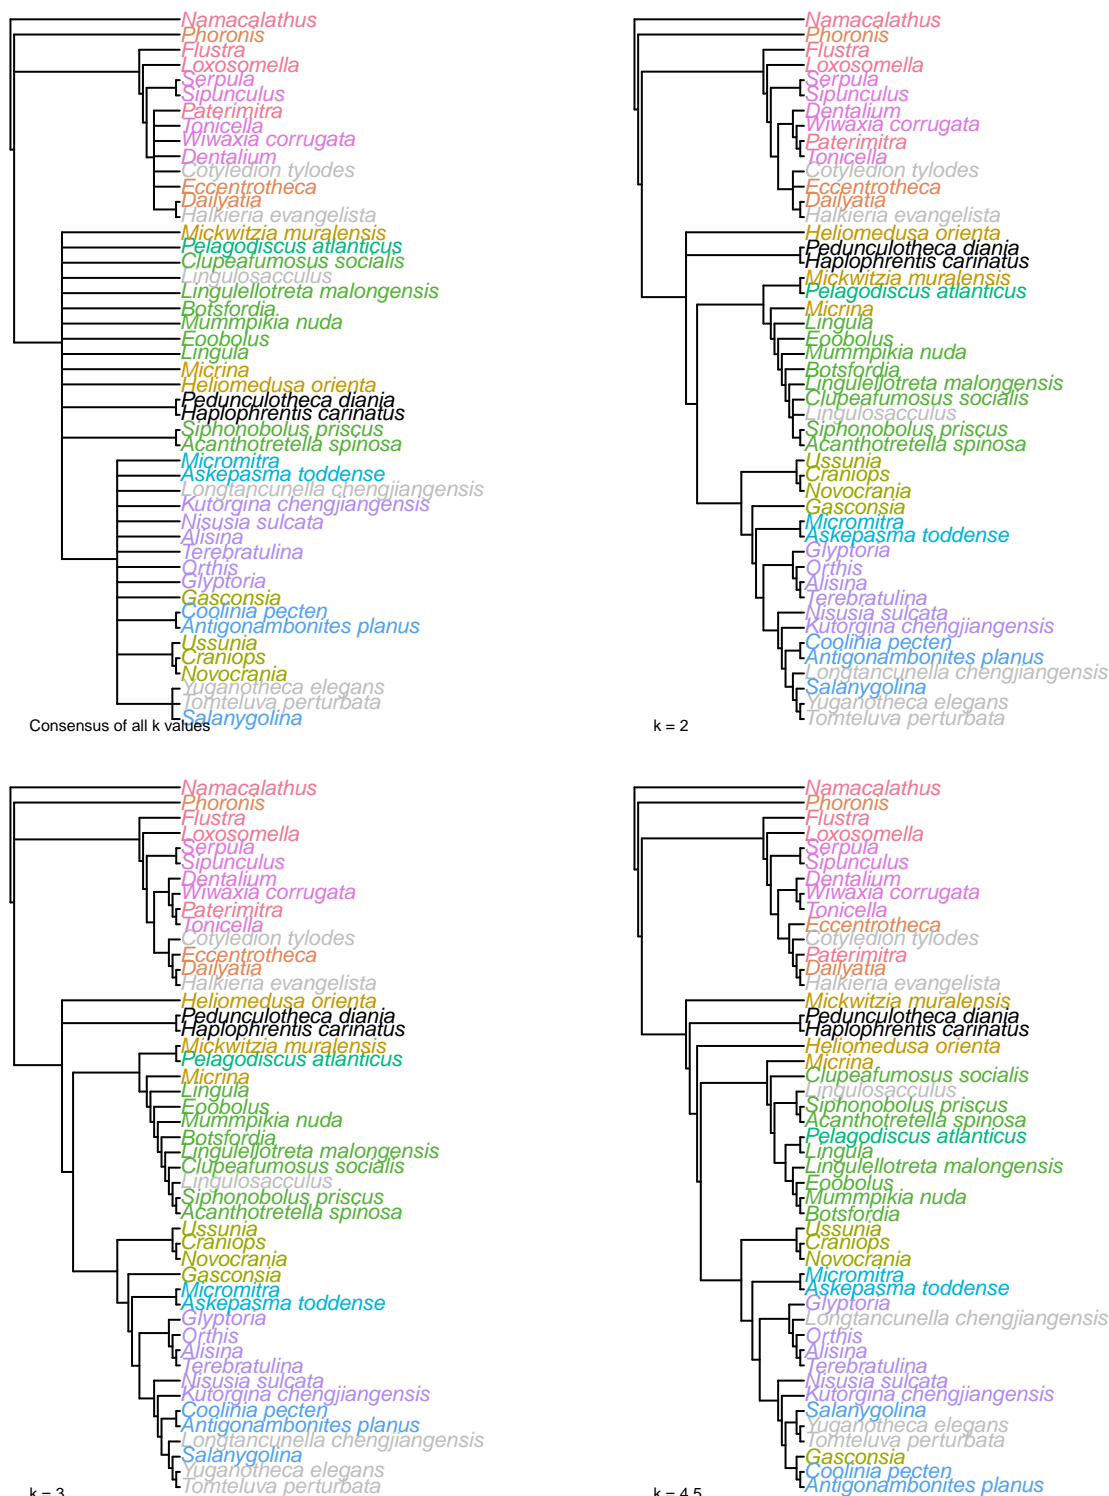 Namacalathus
Phoronis
Flustra
Loxosomella
Serpula
Sipunculus
Paterimitra
Tonicella
Wiwaxia corrugata
Dentalium
Cotyledion tylodes
Eccentrotheca
Dailyatia
Halkieria evangelista
Mickwitzia muralensis
Pelagodiscus atlanticus
Clupeafumosus socialis
Lingulosacculus
Lingulellotreta malongensis
Botsfordia
Mummpikia nuda
Eoobolus
Lingula
Micrina
Heliomedusa orienta
Pedunculotheca diania
Haplophrentis carinatus
Siphonobolus priscus
Acanthotretella spinosa
Micromitra
Askepasma toddense
Longtancunella chengjiangensis
Kutorgina chengjiangensis
Nisusia sulcata
Alisina
Terebratulina
Orthis
Glyptoria
Gasconsia
Coolinia pecten
Antigonambonites planus
Ussunia
Craniops
Novocrania
Yuganotheca elegans
Tomteluva perturbata
Salanygolina
Consensus of all k values
Namacalathus
Phoronis
Flustra
Loxosomella
Serpula
Sipunculus
Dentalium
Wiwaxia corrugata
Paterimitra
Tonicella
Cotyledion tylodes
Eccentrotheca
Dailyatia
Halkieria evangelista
Heliomedusa orienta
Pedunculotheca diania
Haplophrentis carinatus
Mickwitzia muralensis
Pelagodiscus atlanticus
Micrina
Lingula
Eoobolus
Mummpikia nuda
Botsfordia
Lingulellotreta malongensis
Clupeafumosus socialis
Lingulosacculus
Siphonobolus priscus
Acanthotretella spinosa
Ussunia
Craniops
Novocrania
Gasconsia
Micromitra
Askepasma toddense
Glyptoria
Orthis
Alisina
Terebratulina
Nisusia sulcata
Kutorgina chengjiangensis
Coolinia pecten
Antigonambonites planus
Longtancunella chengjiangensis
Salanygolina
Yuganotheca elegans
Tomteluva perturbata
k = 2
Namacalathus
Phoronis
Flustra
Loxosomella
Serpula
Sipunculus
Dentalium
Wiwaxia corrugata
Paterimitra
Tonicella
Cotyledion tylodes
Eccentrotheca
Dailyatia
Halkieria evangelista
Heliomedusa orienta
Pedunculotheca diania
Haplophrentis carinatus
Mickwitzia muralensis
Pelagodiscus atlanticus
Micrina
Lingula
Eoobolus
Mummpikia nuda
Botsfordia
Lingulellotreta malongensis
Clupeafumosus socialis
Lingulosacculus
Siphonobolus priscus
Acanthotretella spinosa
Ussunia
Craniops
Novocrania
Gasconsia
Micromitra
Askepasma toddense
Glyptoria
Orthis
Alisina
Terebratulina
Nisusia sulcata
Kutorgina chengjiangensis
Coolinia pecten
Antigonambonites planus
Longtancunella chengjiangensis
Salanygolina
Yuganotheca elegans
Tomteluva perturbata
k = 3
Namacalathus
Phoronis
Flustra
Loxosomella
Serpula
Sipunculus
Dentalium
Wiwaxia corrugata
Tonicella
Eccentrotheca
Cotyledion tylodes
Paterimitra
Dailyatia
Halkieria evangelista
Mickwitzia muralensis
Pedunculotheca diania
Haplophrentis carinatus
Heliomedusa orienta
Micrina
Clupeafumosus socialis
Lingulosacculus
Siphonobolus priscus
Acanthotretella spinosa
Pelagodiscus atlanticus
Lingula
Lingulellotreta malongensis
Eoobolus
Mummpikia nuda
Botsfordia
Ussunia
Craniops
Novocrania
Micromitra
Askepasma toddense
Glyptoria
Longtancunella chengjiangensis
Orthis
Alisina
Terebratulina
Nisusia sulcata
Kutorgina chengjiangensis
Salanygolina
Yuganotheca elegans
Tomteluva perturbata
Gasconsia
Coolinia pecten
Antigonambonites planus
k = 4.5